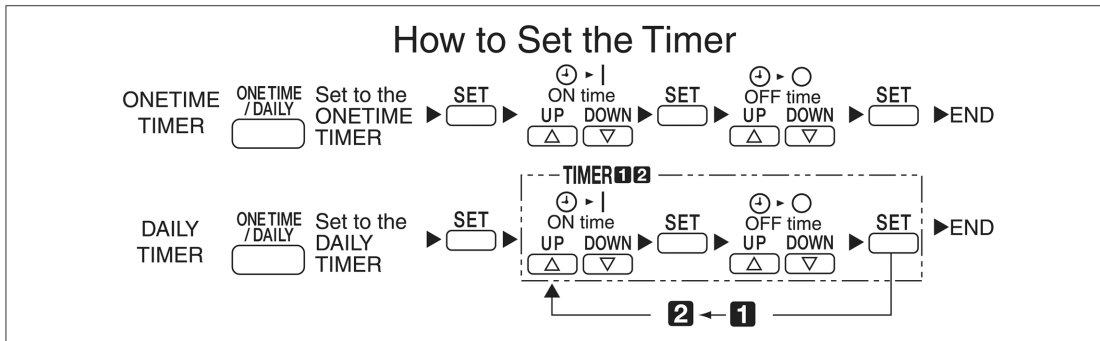 How to Set the Timer
ONETIME TIMER
ONETIME /DAILY
Set to the ONETIME TIMER
SET
ON time
UP DOWN
SET
OFF time
UP DOWN
SET
END
DAILY TIMER
ONETIME /DAILY
Set to the DAILY TIMER
SET
TIMER 1 2
ON time
UP DOWN
SET
OFF time
UP DOWN
SET
END
2 ← 1